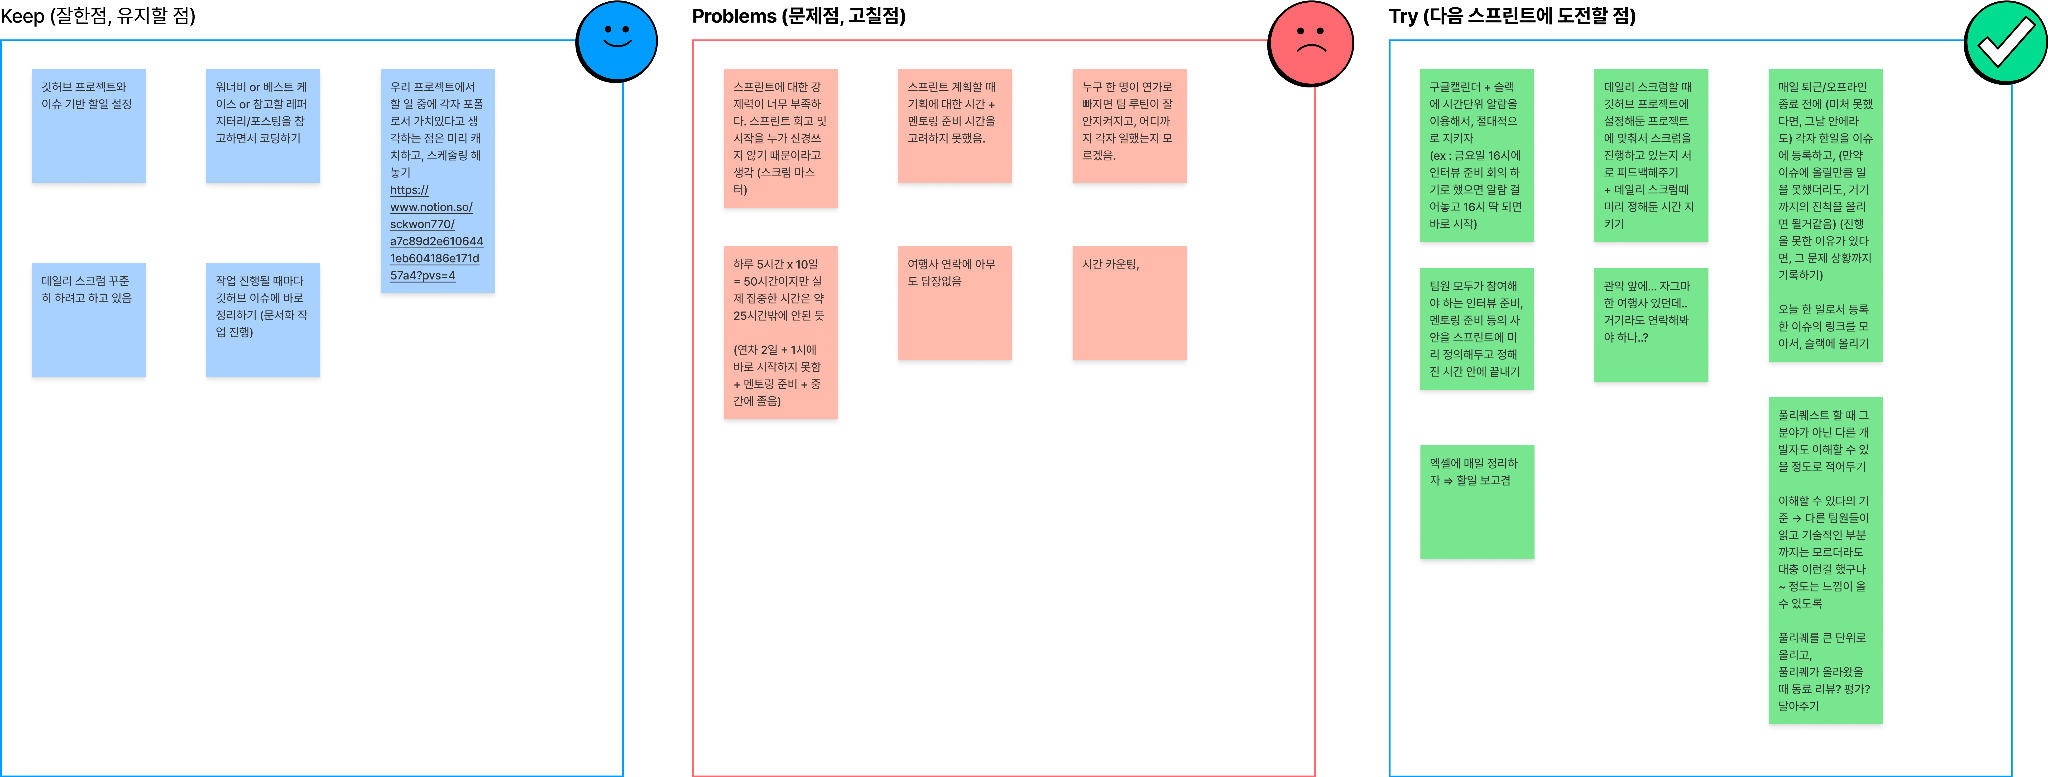 Keep (잘한점, 유지할 점)
깃허브 프로젝트와
이슈 기반 할일 설정
워너비 or 베스트 케
이스 or 참고할 레퍼
지터리/포스팅을 참
고하면서 코딩하기
우리 프로젝트에서
할 일 중에 각자 포폴
로서 가치있다고 생
각하는 점은 미리 캐
치하고, 스케줄링 해
놓기
https://
www.notion.so/
sckwon770/
a7c89d2e610644
1eb604186e171d
57a4?pvs=4
데일리 스크럼 꾸준
히 하려고 하고 있음
작업 진행될 때마다
깃허브 이슈에 바로
정리하기 (문서화 작
업 진행)
Problems (문제점, 고칠점)
스프린트에 대한 강
제력이 너무 부족하
다. 스프린트 회고 및
시작을 누가 신경쓰
지 않기 때문이라고
생각 (스크럼 마스
터)
스프린트 계획할 때
기획에 대한 시간 +
멘토링 준비 시간을
고려하지 못했음.
누구 한 명이 연가로
빠지면 팀 루틴이 잘
안지켜지고, 어디까
지 각자 일했는지 모
르겠음.
하루 5시간 x 10일
= 50시간이지만 실
제 집중한 시간은 약
25시간밖에 안된 듯
(연차 2일 + 1시에
바로 시작하지 못함
+ 멘토링 준비 + 중
간에 졸음)
여행사 연락에 아무
도 답장없음
시간 카운팅,
Try (다음 스프린트에 도전할 점)
구글캘린더 + 슬랙
에 시간단위 알람을
이용해서, 절대적으
로 지키자
(ex : 금요일 16시에
인터뷰 준비 회의 하
기로 했으면 알람 걸
어놓고 16시 딱 되면
바로 시작)
데일리 스크럼할 때
깃허브 프로젝트에
설정해둔 프로젝트
에 맞춰서 스크럼을
진행하고 있는지 서
로 피드백해주기
+ 데일리 스크럼때
미리 정해둔 시간 지
키기
매일 퇴근/오프라인
종료 전에 (미처 못했
다면, 그날 안에라
도) 각자 한일을 이슈
에 등록하고, (만약
이슈에 올릴만큼 일
을 못했더라도, 거기
까지의 진척을 올리
면 될거같음) (진행
을 못한 이유가 있다
면, 그 문제 상황까지
기록하기)
오늘 한 일로서 등록
한 이슈의 링크를 모
아서, 슬랙에 올리기
팀원 모두가 참여해
야 하는 인터뷰 준비,
멘토링 준비 등의 사
안을 스프린트에 미
리 정의해두고 정해
진 시간 안에 끝내기
관악 앞에... 자그마
한 여행사 있던데..
거기라도 연락해봐
야 하나..?
엑셀에 매일 정리하
자 ⇒ 할일 보고겸
풀리퀘스트 할 때 그
분야가 아닌 다른 개
발자도 이해할 수 있
을 정도로 적어두기
이해할 수 있다의 기
준 → 다른 팀원들이
읽고 기술적인 부분
까지는 모르더라도
대충 이런걸 했구나
~ 정도는 느낌이 올
수 있도록
풀리퀘를 큰 단위로
올리고,
풀리퀘가 올라왔을
때 동료 리뷰? 평가?
남아주기